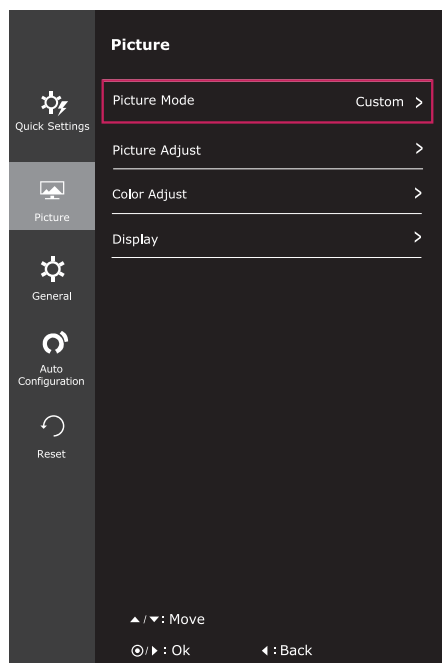 Picture
Quick Settings
Picture
General
Auto
Configuration
Reset
Picture Mode Custom >
Picture Adjust >
Color Adjust >
Display >
▲/▼: Move
◉/▶ : Ok ◀ : Back